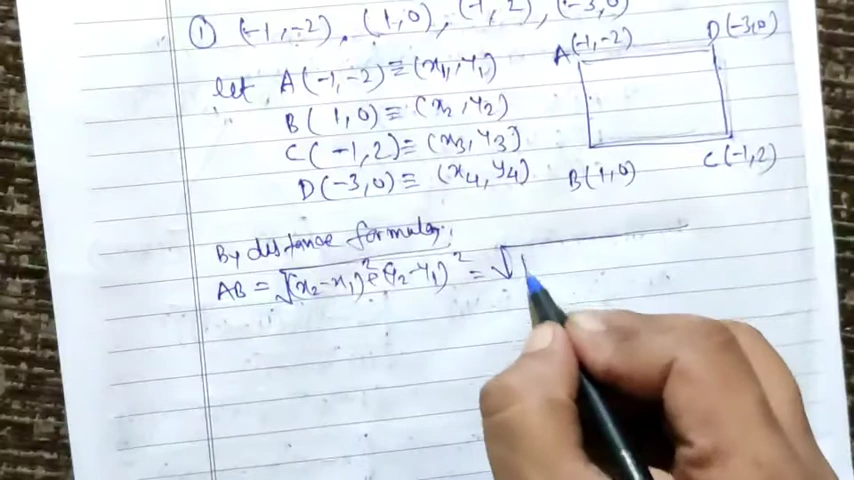 ① (-1,-2), (1,0), (-1,2), (-3,0)
let A(-1,-2)≡(x₁,y₁)
B(1,0)≡(x₂,y₂)
C(-1,2)≡(x₃,y₃)
D(-3,0)≡(x₄,y₄)
A(-1,-2) D(-3,0)
B(1,0) C(-1,2)
By distance formula,
AB = √(x₂-x₁)²+(y₂-y₁)² = √1